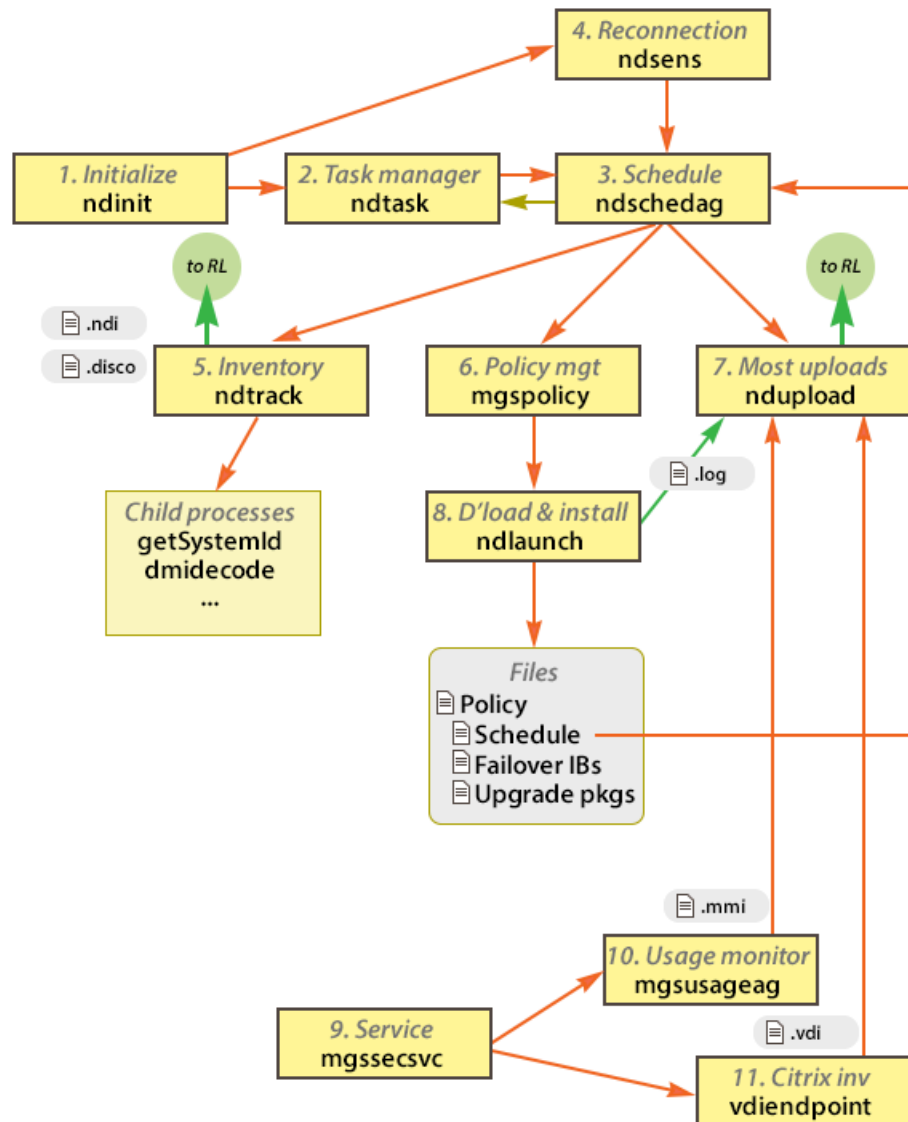 4. Reconnection
ndsens
1. Initialize
ndinit
2. Task manager
ndtask
3. Schedule
ndschedag
to RL
to RL
.ndi
.disco
5. Inventory
ndtrack
6. Policy mgt
mgspolicy
7. Most uploads
ndupload
.log
Child processes
getSystemId
dmidecode
...
8. D'load & install
ndlaunch
Files
Policy
Schedule
Failover IBs
Upgrade pkgs
.mmi
10. Usage monitor
mgsusageag
9. Service
mgssecsvc
.vdi
11. Citrix inv
vdiendpoint